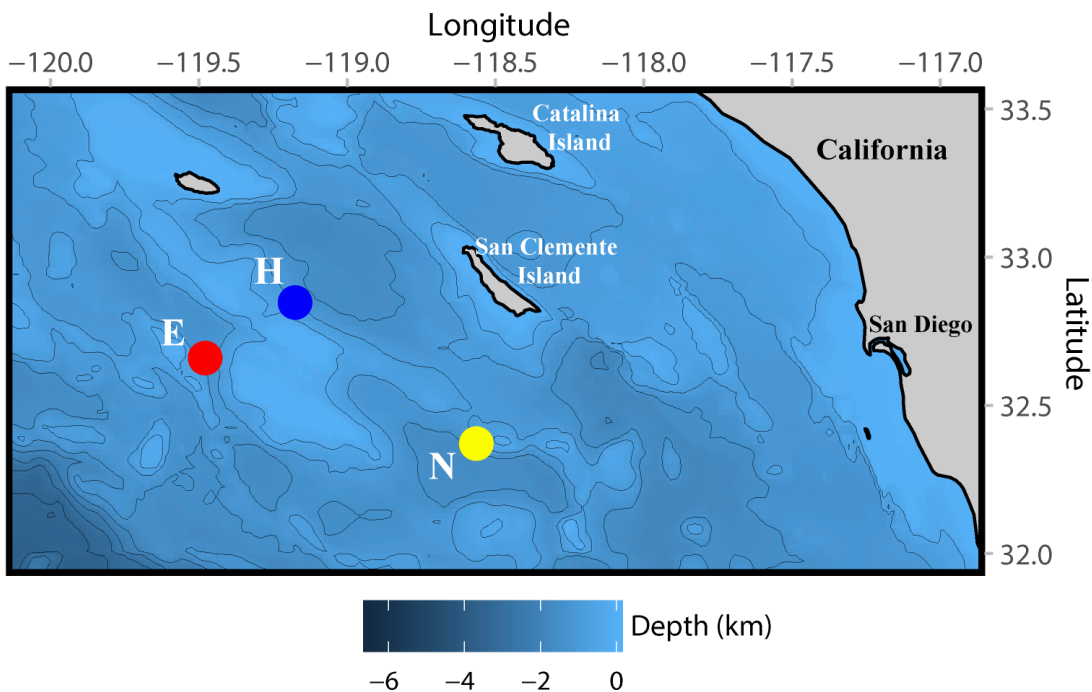 Longitude
−120.0 −119.5 −119.0 −118.5 −118.0 −117.5 −117.0
Catalina
Island
33.5
California
San Clemente
Island
H
33.0
E
San Diego
Latitude
32.5
N
32.0
Depth (km)
−6 −4 −2 0